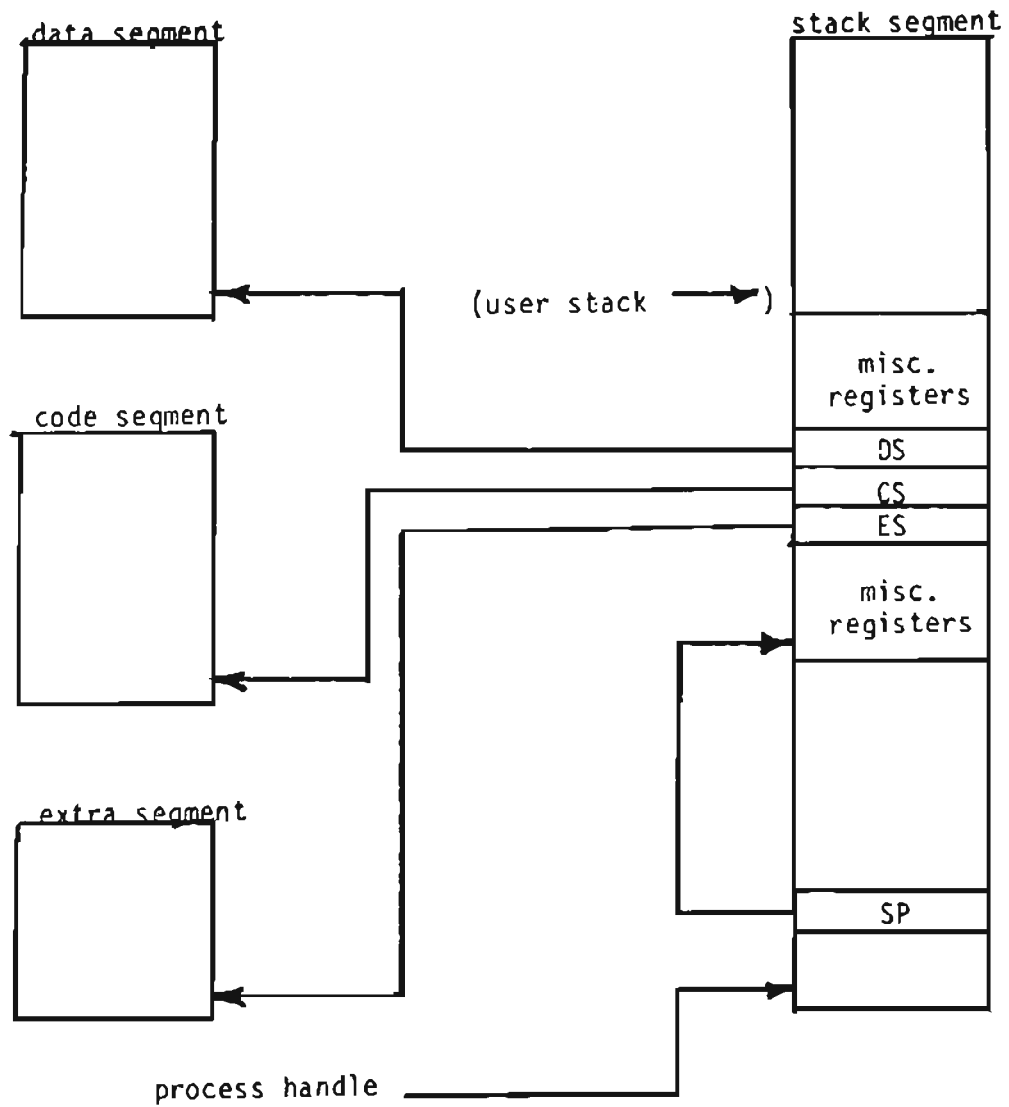 data segment
stack segment
(user stack )
misc.
registers
code segment
DS
CS
ES
misc.
registers
extra segment
SP
process handle